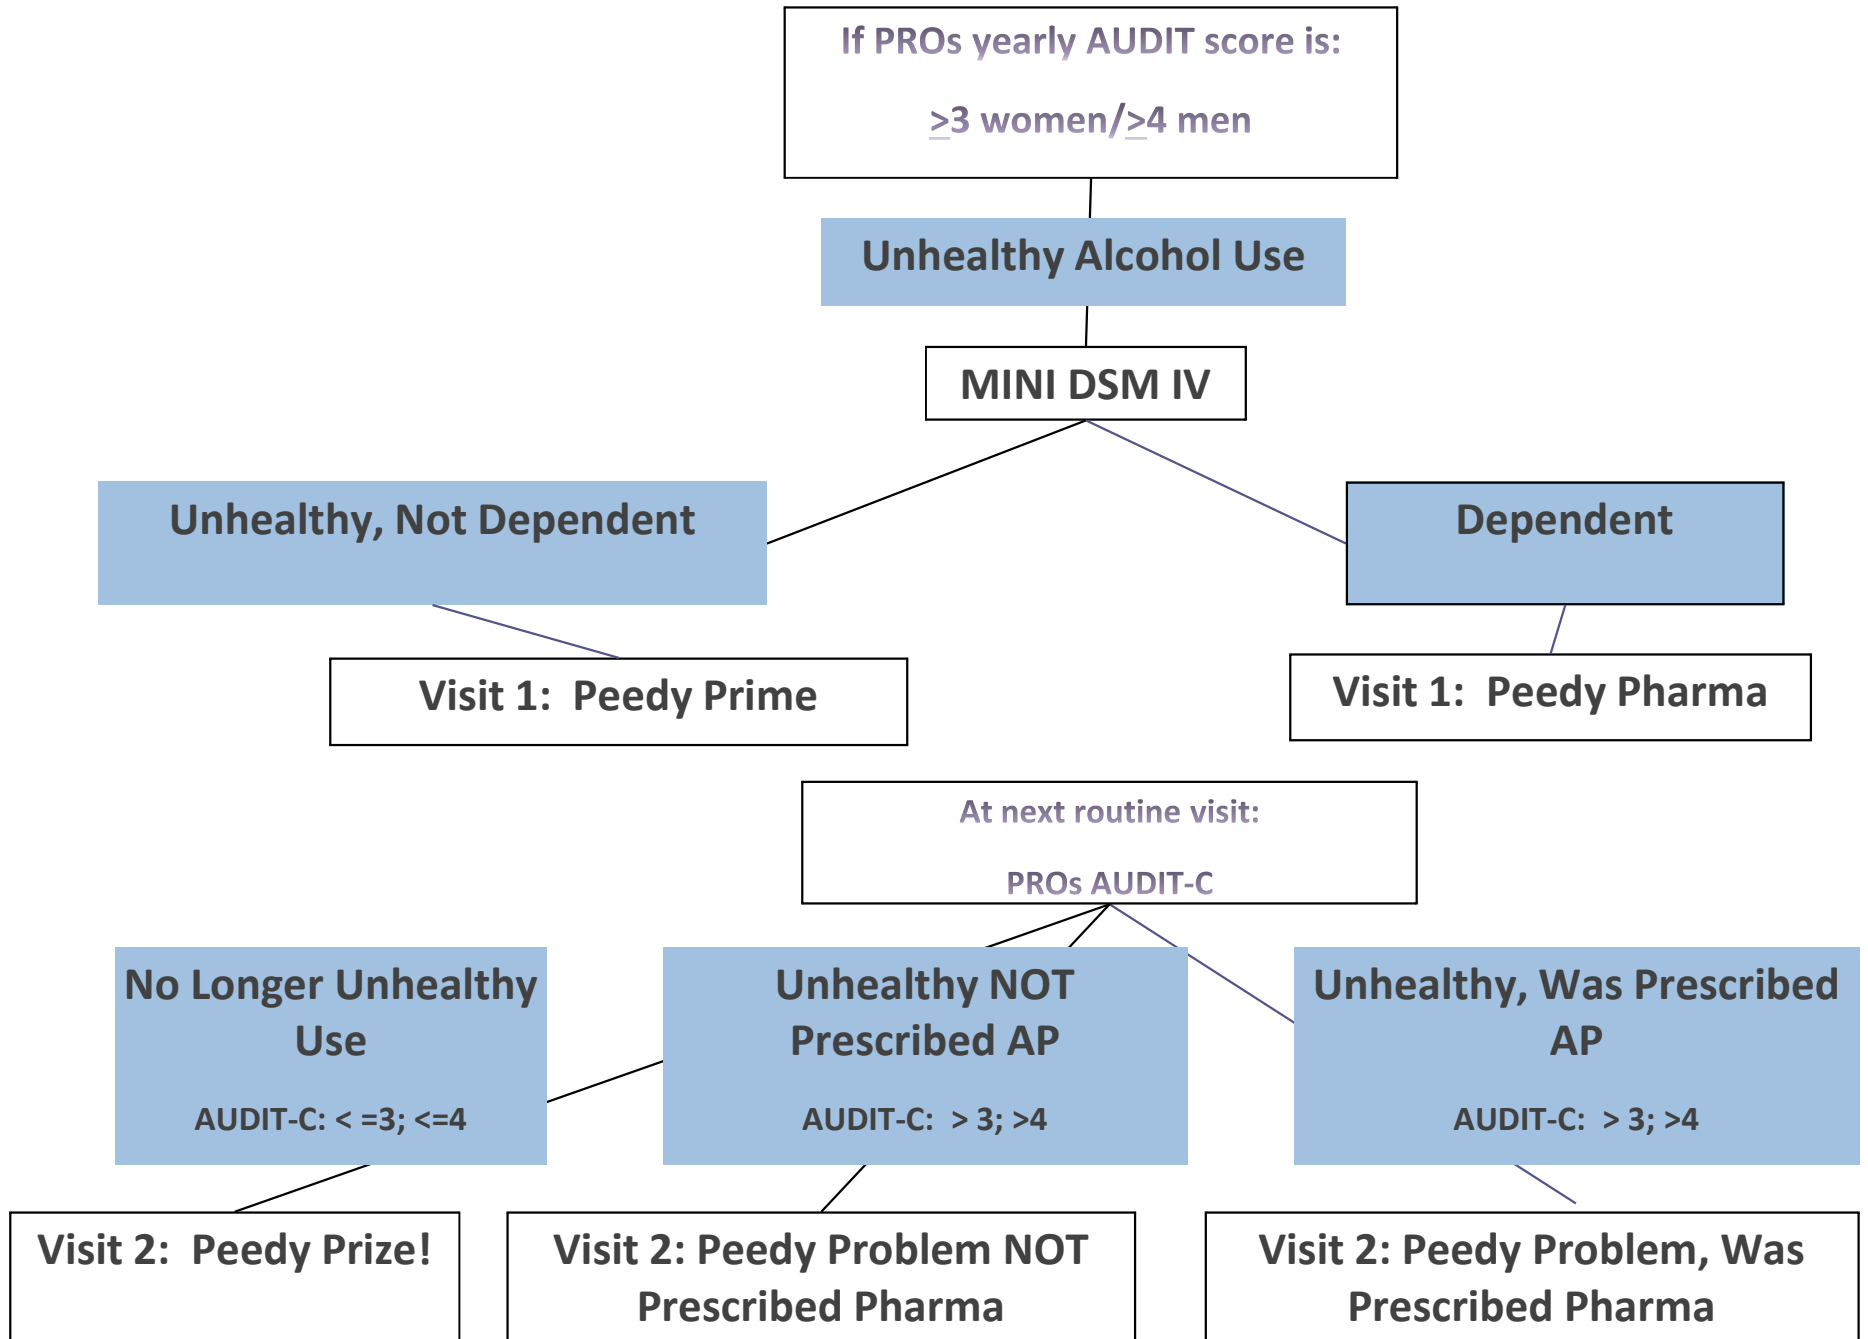 If PROs yearly AUDIT score is:
≥3 women/≥4 men
Unhealthy Alcohol Use
MINI DSM IV
Unhealthy, Not Dependent
Dependent
Visit 1:  Peedy Prime
Visit 1:  Peedy Pharma
At next routine visit:
PROs AUDIT-C
No Longer Unhealthy
Use
AUDIT-C: < =3; <=4
Unhealthy NOT
Prescribed AP
AUDIT-C:  > 3; >4
Unhealthy, Was Prescribed
AP
AUDIT-C:  > 3; >4
Visit 2:  Peedy Prize!
Visit 2: Peedy Problem NOT
Prescribed Pharma
Visit 2: Peedy Problem, Was
Prescribed Pharma